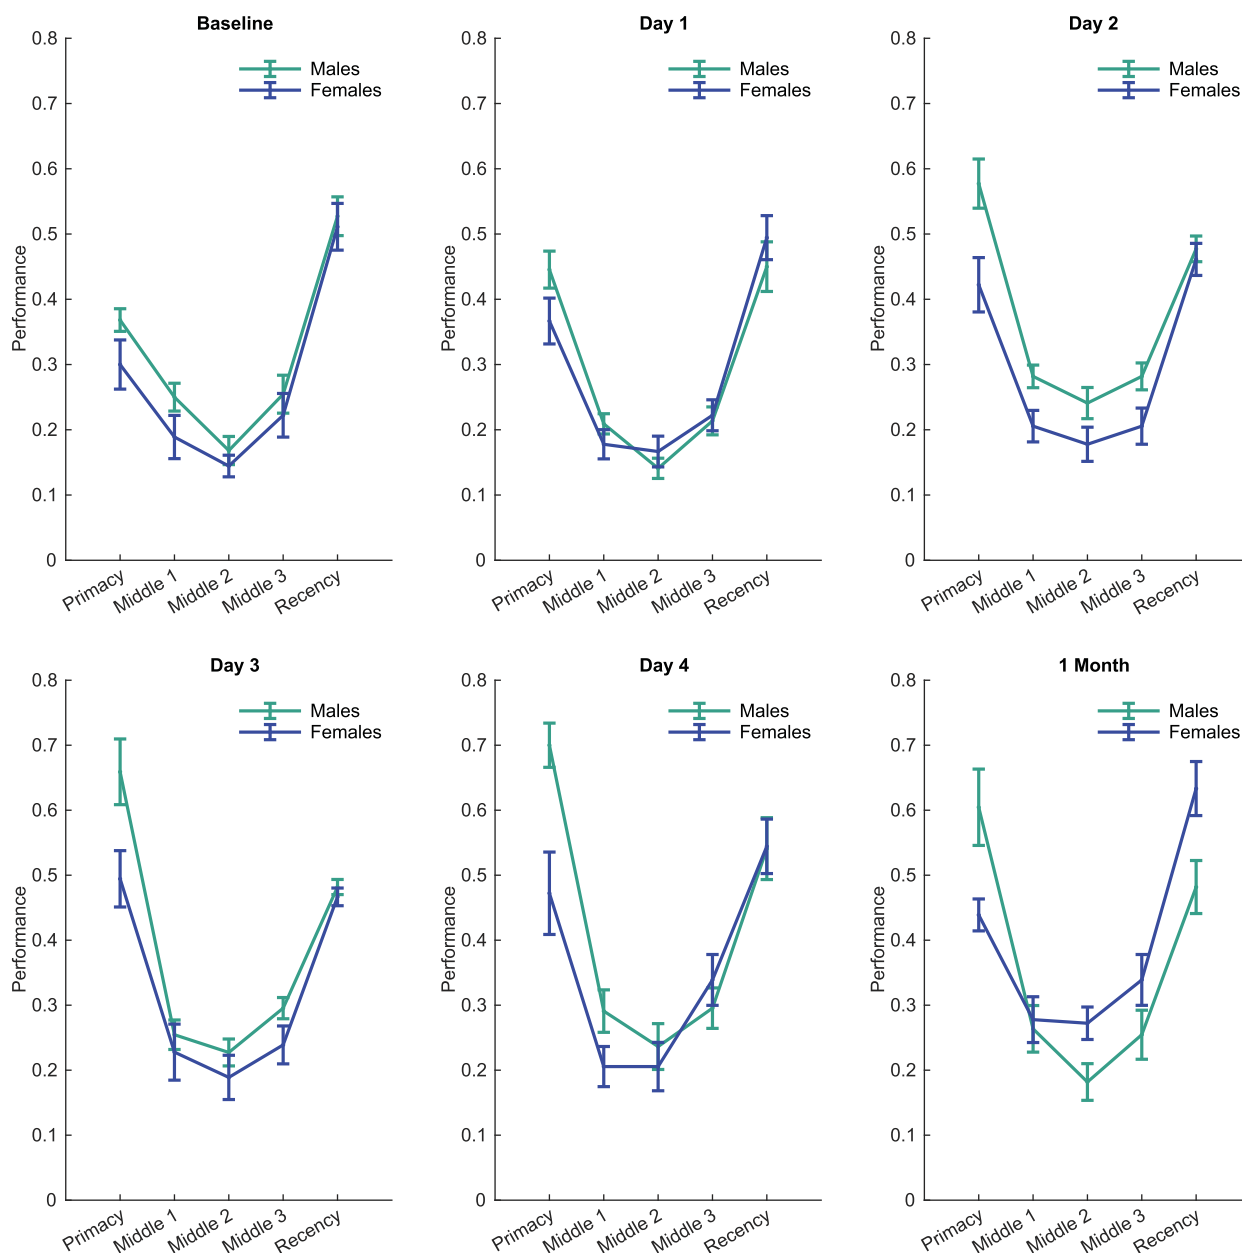 Baseline
Males
Females
0.8
0.7
0.6
0.5
0.4
0.3
0.2
0.1
0
Performance
Primacy
Middle 1
Middle 2
Middle 3
Recency
Day 1
Males
Females
0.8
0.7
0.6
0.5
0.4
0.3
0.2
0.1
0
Performance
Primacy
Middle 1
Middle 2
Middle 3
Recency
Day 2
Males
Females
0.8
0.7
0.6
0.5
0.4
0.3
0.2
0.1
0
Performance
Primacy
Middle 1
Middle 2
Middle 3
Recency
Day 3
Males
Females
0.8
0.7
0.6
0.5
0.4
0.3
0.2
0.1
0
Performance
Primacy
Middle 1
Middle 2
Middle 3
Recency
Day 4
Males
Females
0.8
0.7
0.6
0.5
0.4
0.3
0.2
0.1
0
Performance
Primacy
Middle 1
Middle 2
Middle 3
Recency
1 Month
Males
Females
0.8
0.7
0.6
0.5
0.4
0.3
0.2
0.1
0
Performance
Primacy
Middle 1
Middle 2
Middle 3
Recency